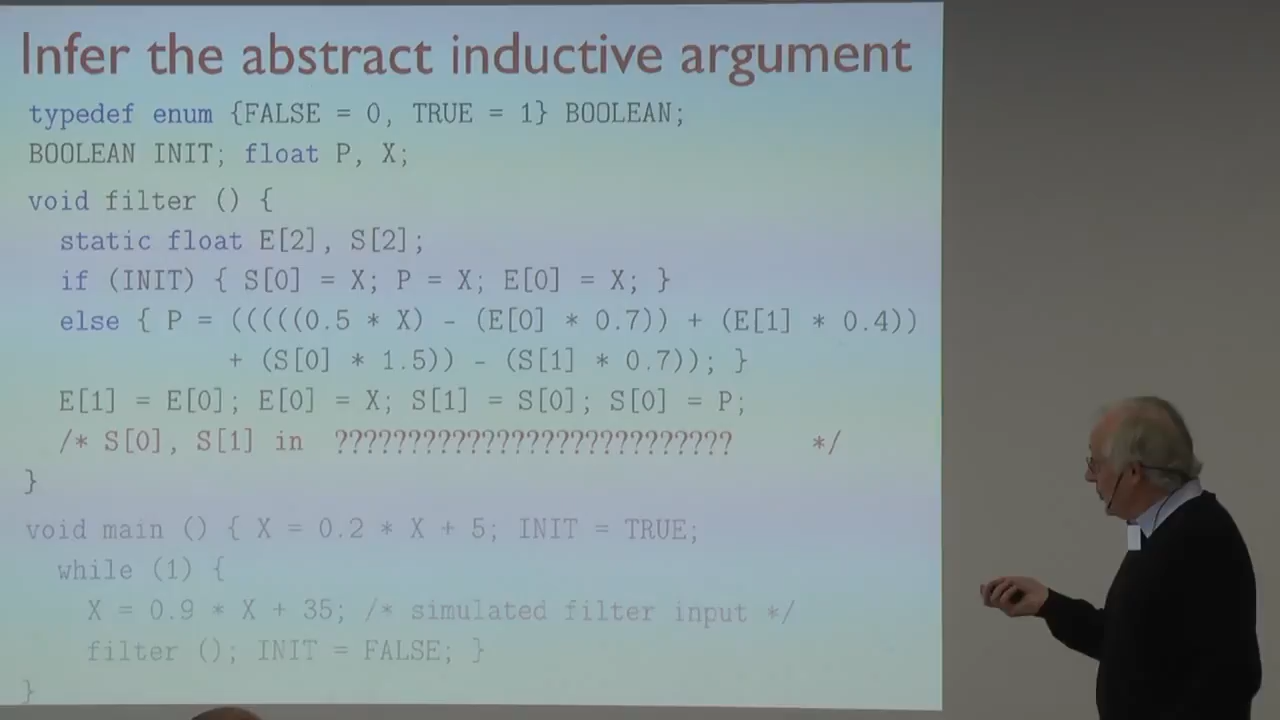 Infer the abstract inductive argument
typedef enum {FALSE = 0, TRUE = 1} BOOLEAN;
BOOLEAN INIT; float P, X;
void filter () {
static float E[2], S[2];
if (INIT) { S[0] = X; P = X; E[0] = X; }
else { P = (((((0.5 * X) - (E[0] * 0.7)) + (E[1] * 0.4))
+ (S[0] * 1.5)) - (S[1] * 0.7)); }
E[1] = E[0]; E[0] = X; S[1] = S[0]; S[0] = P;
/* S[0], S[1] in ??????????????????????????? */
}
void main () { X = 0.2 * X + 5; INIT = TRUE;
while (1) {
X = 0.9 * X + 35; /* simulated filter input */
filter (); INIT = FALSE; }
}